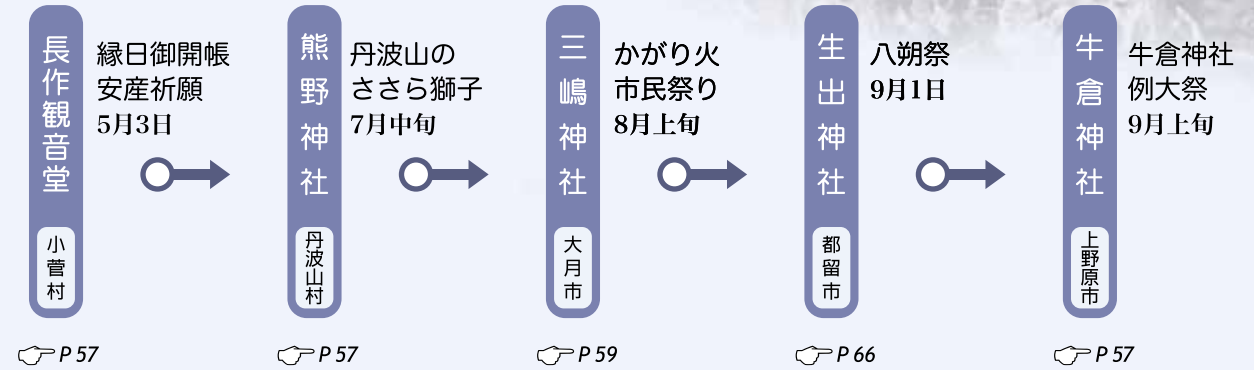 長作観音堂
小菅村
縁日御開帳
安産祈願
5月3日
P 57
熊野神社
丹波山村
丹波山の
ささら獅子
7月中旬
P 57
三嶋神社
大月市
かがり火
市民祭り
8月上旬
P 59
生出神社
都留市
八朔祭
9月1日
P 66
牛倉神社
上野原市
牛倉神社
例大祭
9月上旬
P 57